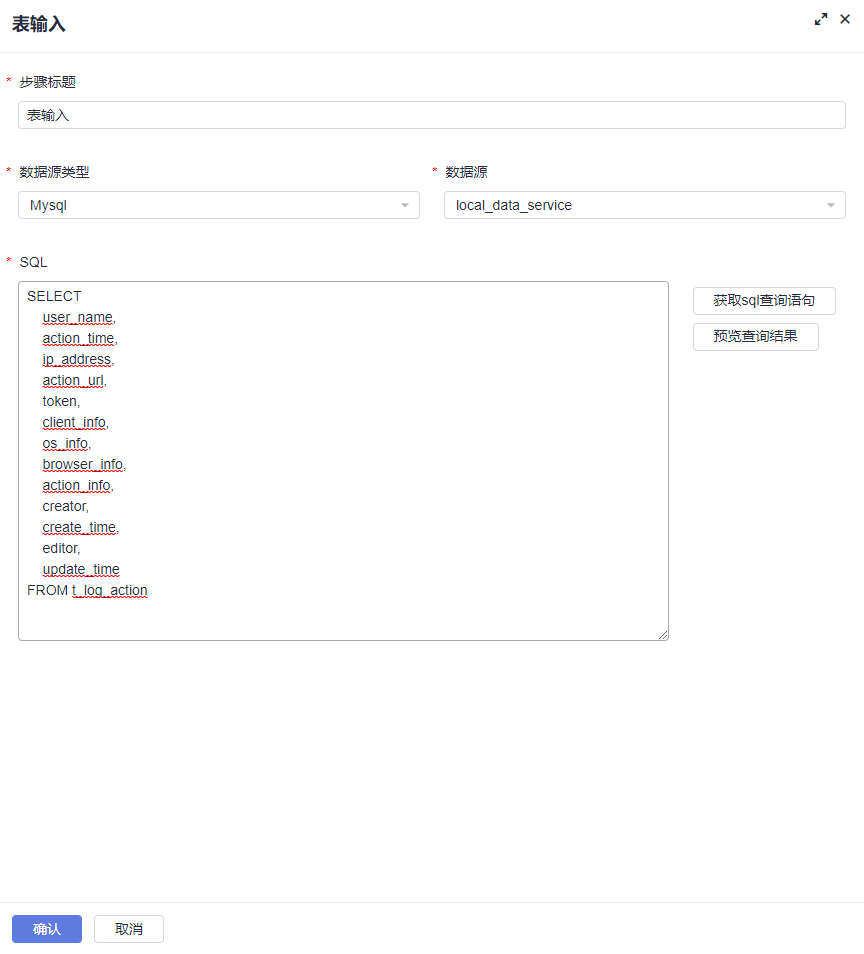 表输入
* 步骤标题
表输入
* 数据源类型
* 数据源
Mysql
local_data_service
* SQL
SELECT
user_name,
action_time,
ip_address,
action_url,
token,
client_info,
os_info,
browser_info,
action_info,
creator,
create_time,
editor,
update_time
FROM t_log_action
获取sql查询语句
预览查询结果
确认
取消